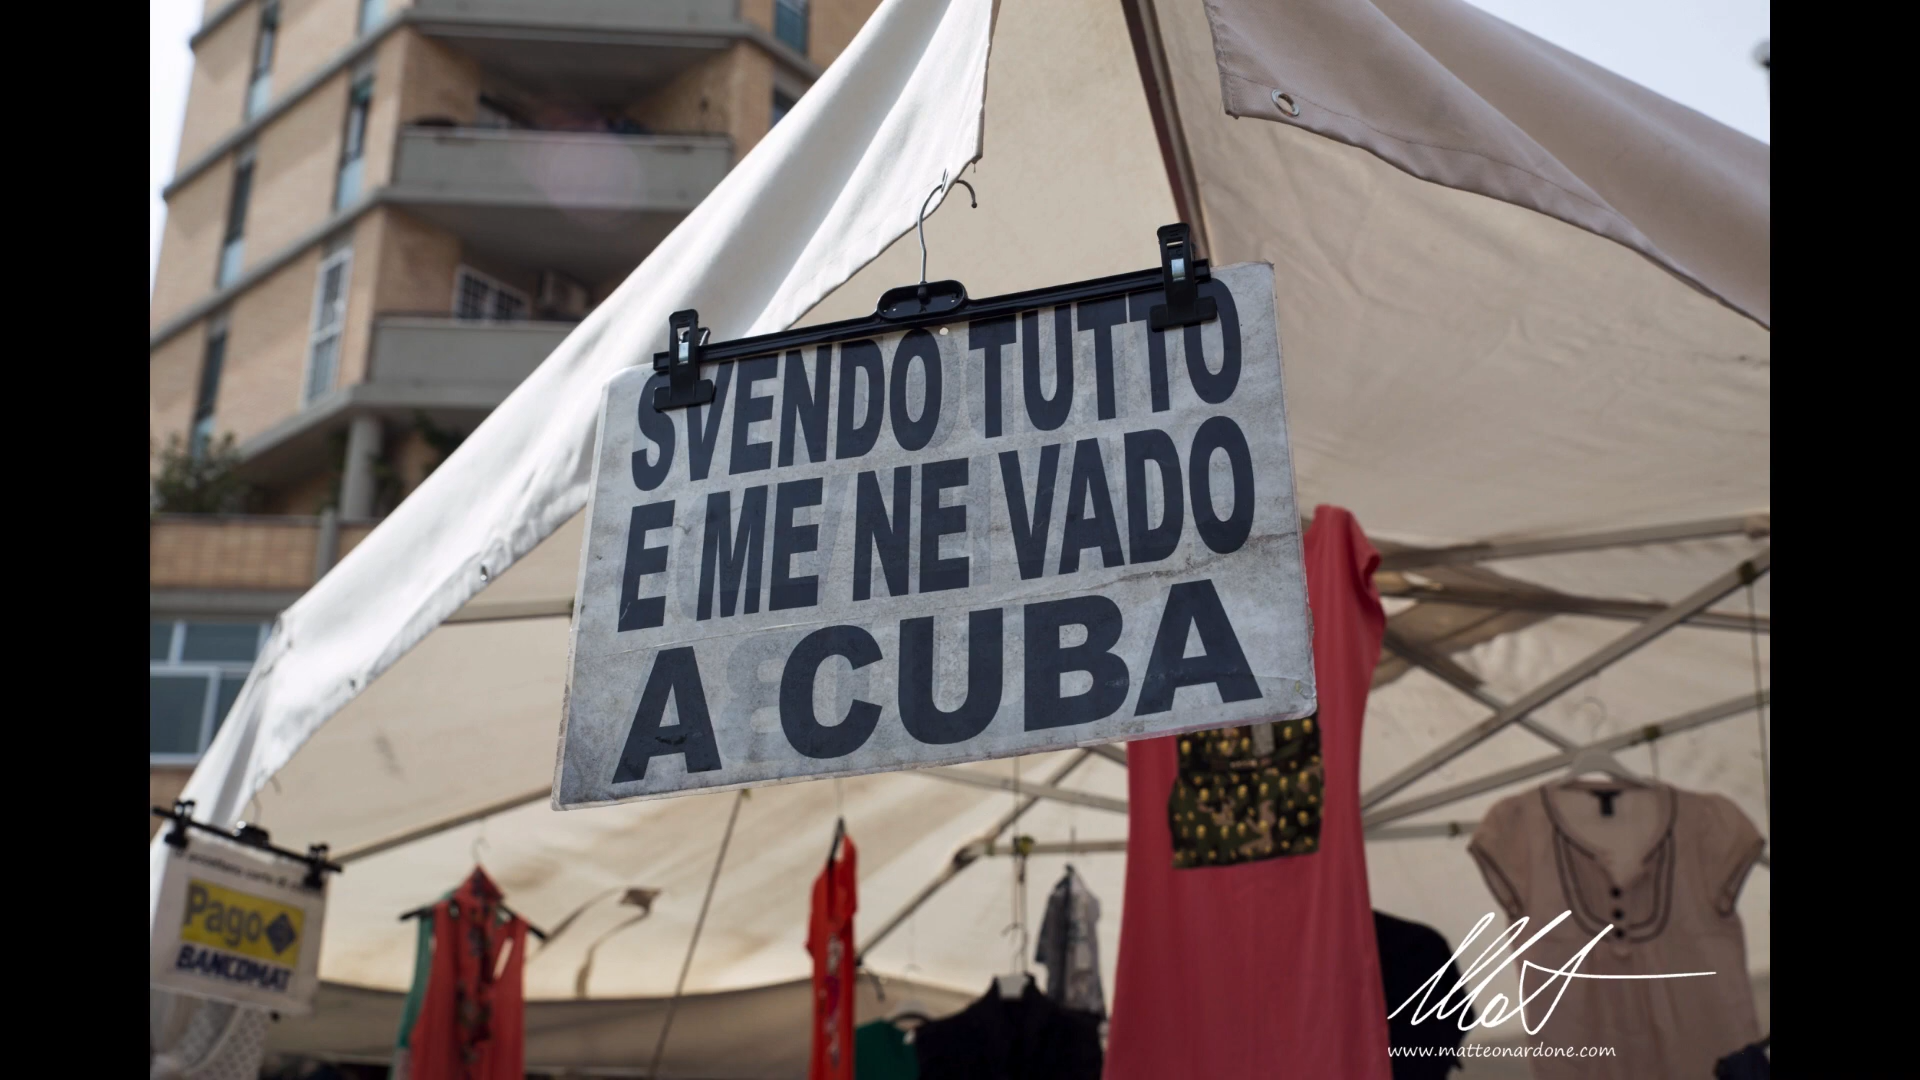 SVENDO TUTTO
E ME NE VADO
A CUBA
Pago
BANCOMAT
www.matteonardone.com